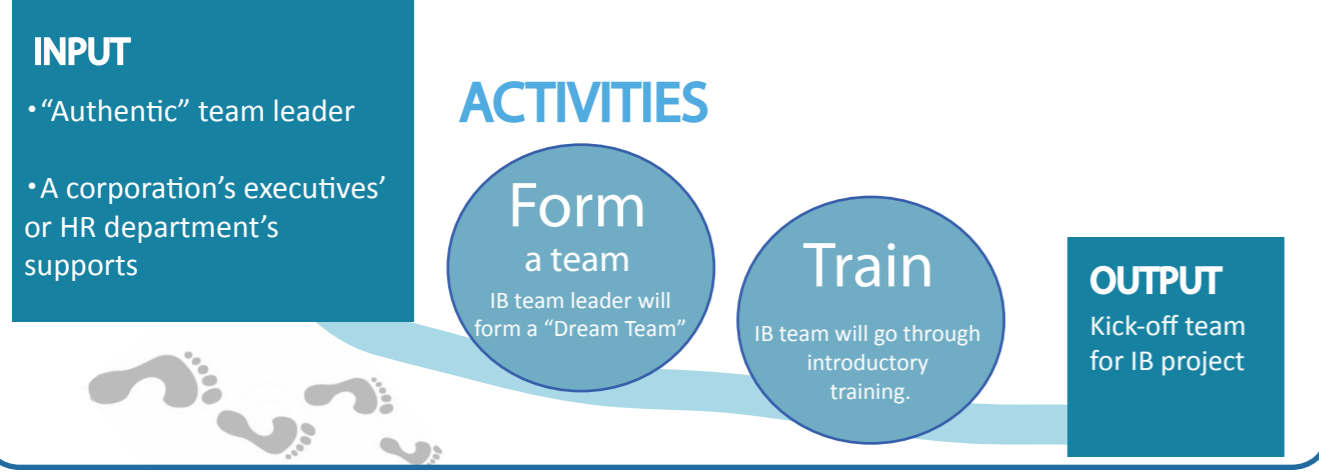 INPUT
•“Authentic” team leader
•A corporation’s executives’
or HR department’s
supports
ACTIVITIES
Form
a team
IB team leader will
form a “Dream Team”
Train
IB team will go through
introductory
training.
OUTPUT
Kick-off team
for IB project